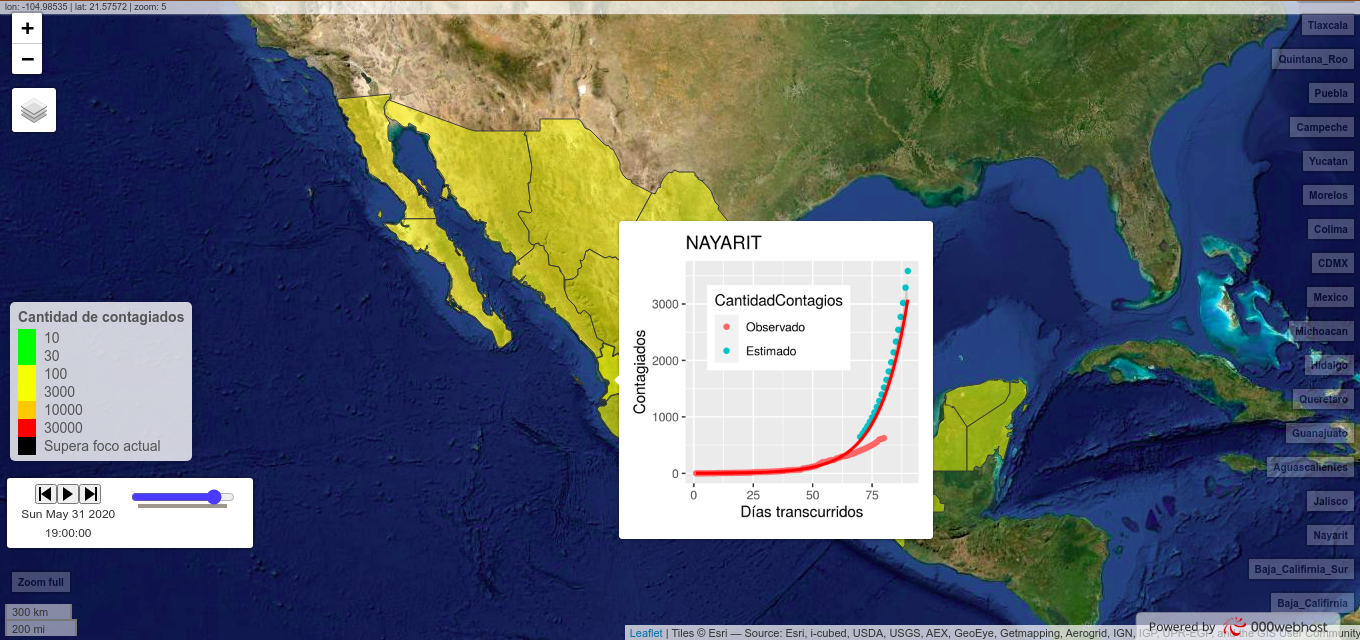 lon: -104.98535 | lat: 21.57572 | zoom: 5
+
−
Tlaxcala
Quintana_Roo
Puebla
Campeche
Yucatan
Morelos
Colima
CDMX
Mexico
Michoacan
Hidalgo
Queretaro
Guanajuato
Aguascalientes
Jalisco
Nayarit
Baja_Califirnia_Sur
Baja_Califirnia
NAYARIT
CantidadContagios
Observado
Estimado
Contagiados
3000
2000
1000
0
0 25 50 75
Días transcurridos
Cantidad de contagiados
10
30
100
3000
10000
30000
Supera foco actual
Sun May 31 2020
19:00:00
Zoom full
300 km
200 mi
Powered by 000webhost
Leaflet | Tiles © Esri — Source: Esri, i-cubed, USDA, USGS, AEX, GeoEye, Getmapping, Aerogrid, IGN, IGP, UPR-EGP, and the GIS User Community